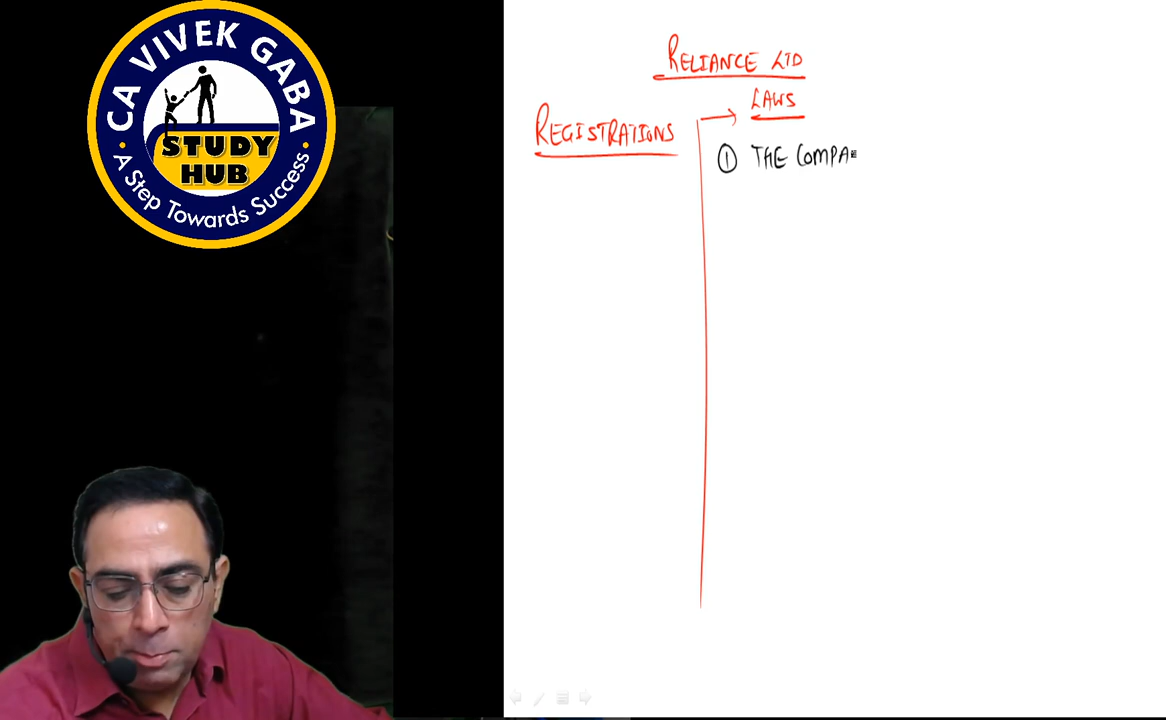 CA VIVEK GABA
STUDY
HUB
A Step Towards Success
RELIANCE LTD
LAWS
REGISTRATIONS
① THE COMPA